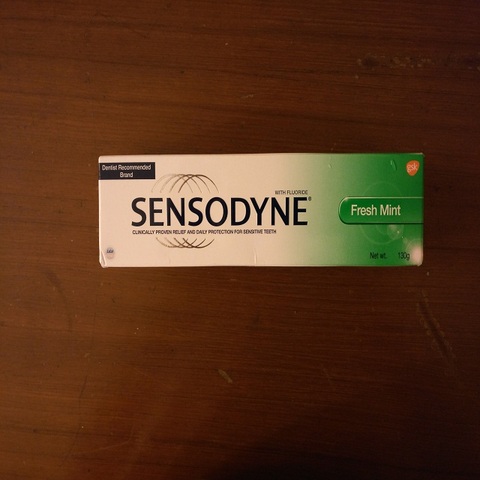 Dentist Recommended
Brand
WITH FLUORIDE
SENSODYNE®
CLINICALLY PROVEN RELIEF AND DAILY PROTECTION FOR SENSITIVE TEETH
gsk
Fresh Mint
Net wt. 130g